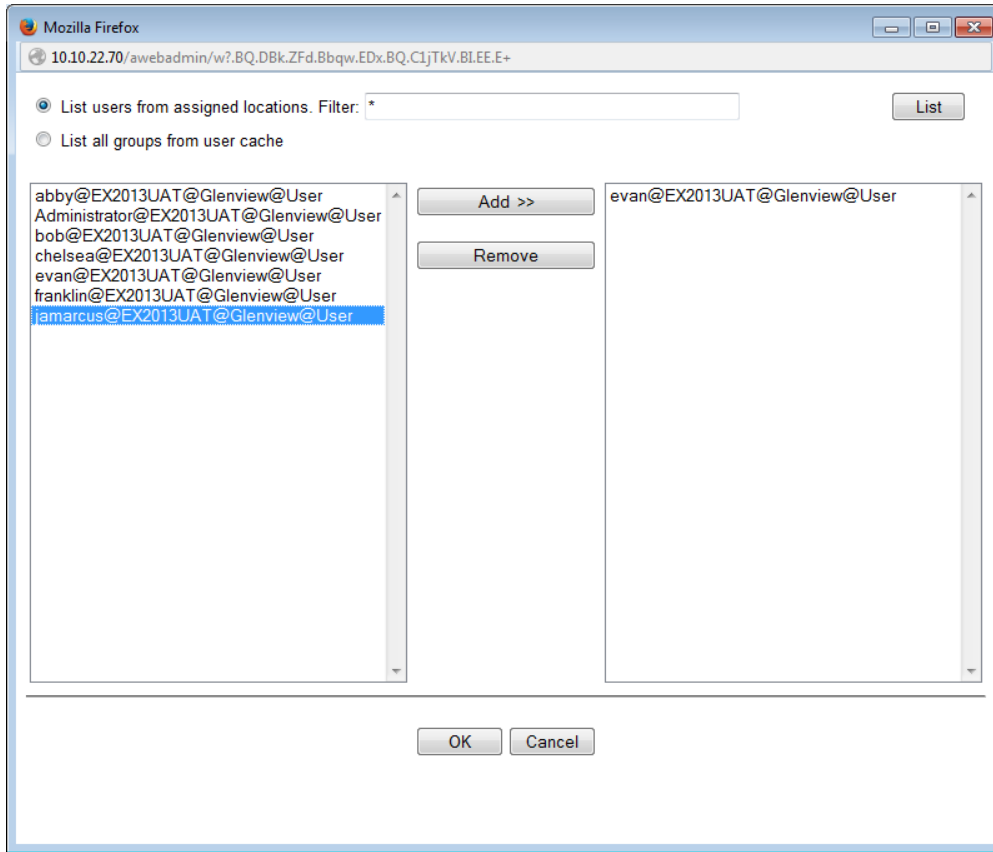 Mozilla Firefox
10.10.22.70/awebadmin/w?.BQ.DBk.ZFd.Bbqw.EDx.BQ.C1jTkV.BI.EE.E+
List users from assigned locations. Filter: * List
List all groups from user cache
abby@EX2013UAT@Glenview@User
Administrator@EX2013UAT@Glenview@User
bob@EX2013UAT@Glenview@User
chelsea@EX2013UAT@Glenview@User
evan@EX2013UAT@Glenview@User
franklin@EX2013UAT@Glenview@User
jamarcus@EX2013UAT@Glenview@User
Add >>
Remove
evan@EX2013UAT@Glenview@User
OK Cancel